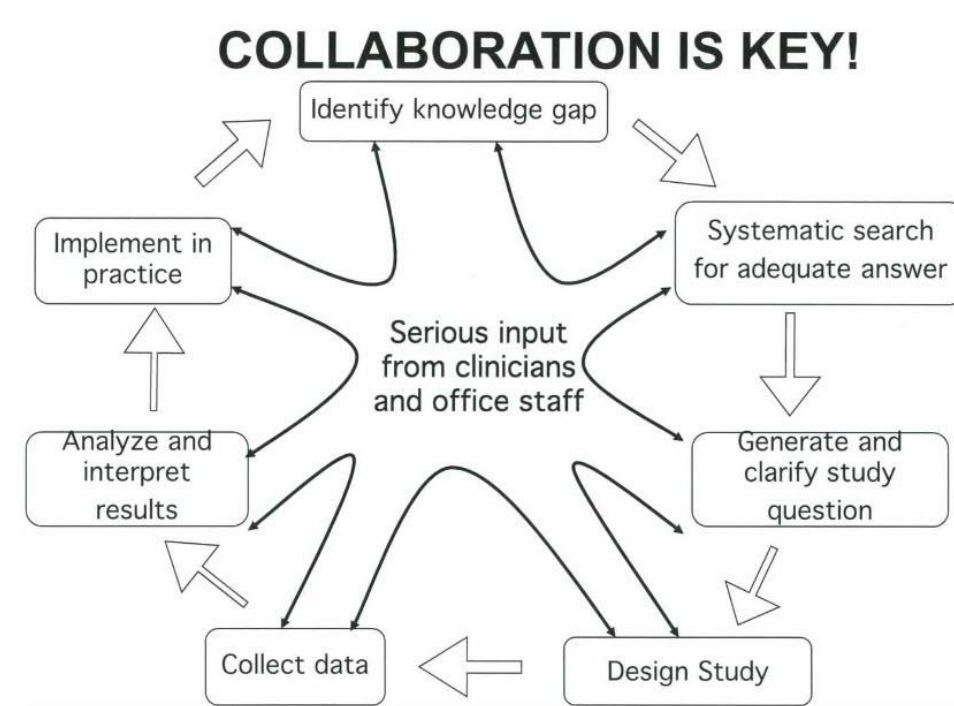 COLLABORATION IS KEY!
Identify knowledge gap
Systematic search
for adequate answer
Generate and
clarify study
question
Design Study
Collect data
Analyze and
interpret
results
Implement in
practice
Serious input
from clinicians
and office staff